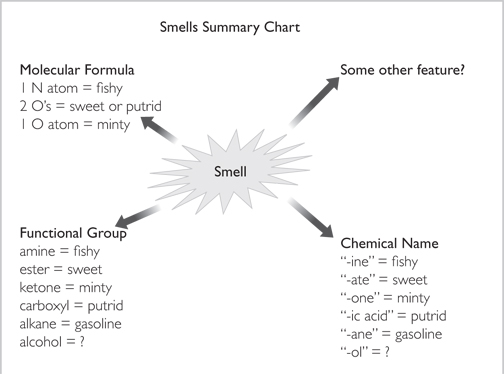 Smells Summary Chart
Molecular Formula
1 N atom = fishy
2 O's = sweet or putrid
1 O atom = minty
Some other feature?
Smell
Functional Group
amine = fishy
ester = sweet
ketone = minty
carboxyl = putrid
alkane = gasoline
alcohol = ?
Chemical Name
“-ine” = fishy
“-ate” = sweet
“-one” = minty
“-ic acid” = putrid
“-ane” = gasoline
“-ol” = ?